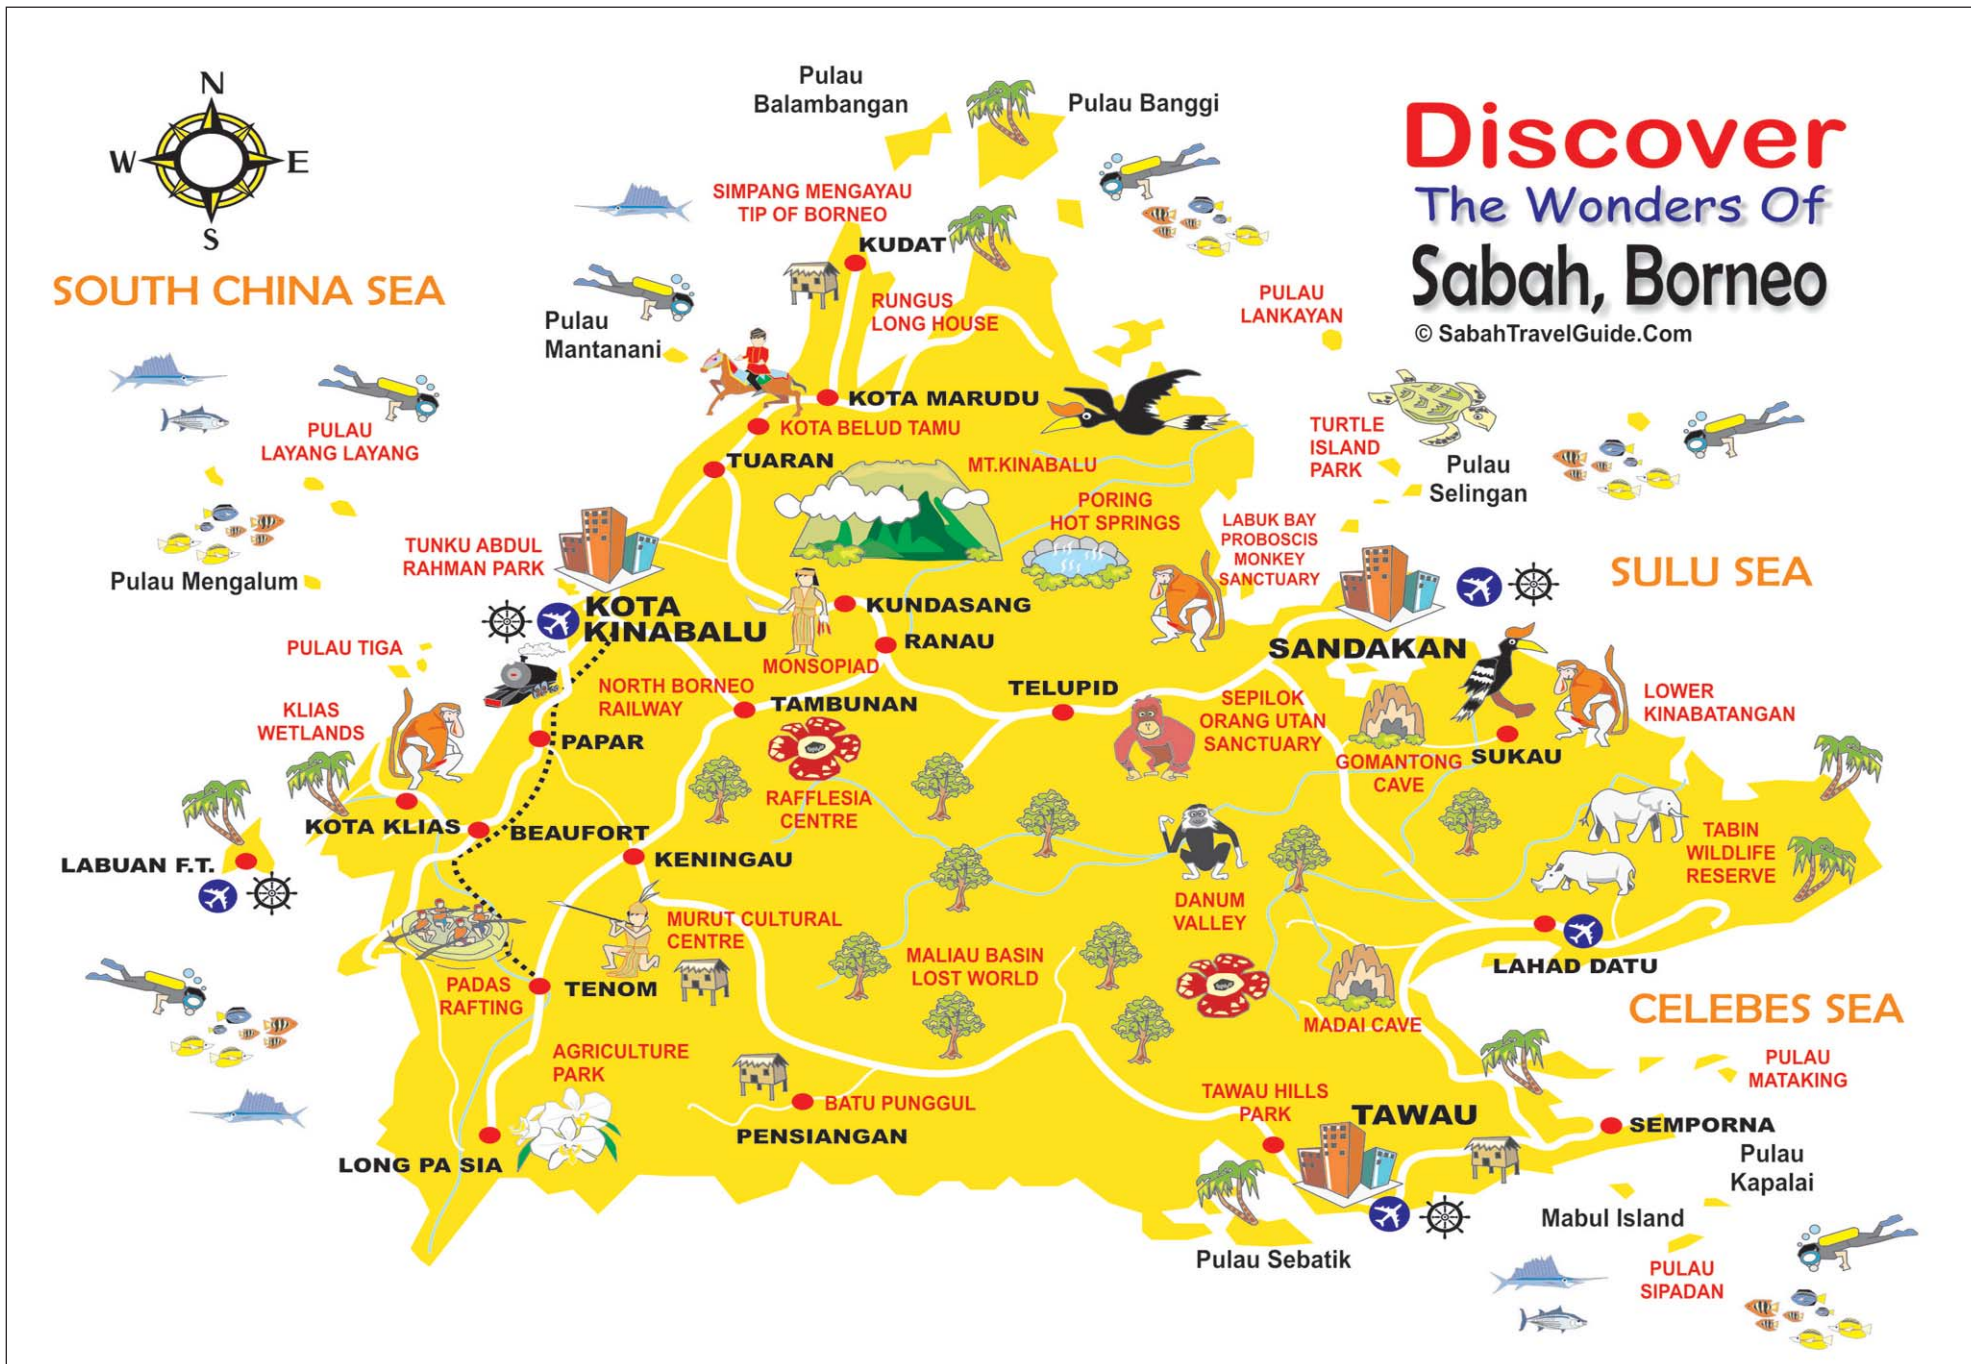 N
W
E
S
Pulau
Balambangan
Pulau Banggi
Discover
The Wonders Of
Sabah, Borneo
© SabahTravelGuide.Com
SIMPANG MENGAYAU
TIP OF BORNEO
KUDAT
SOUTH CHINA SEA
RUNGUS
LONG HOUSE
PULAU
LANKAYAN
Pulau
Mantanani
KOTA MARUDU
KOTA BELUD TAMU
PULAU
LAYANG LAYANG
TURTLE
ISLAND
PARK
Pulau
Selingan
TUARAN
MT.KINABALU
PORING
HOT SPRINGS
LABUK BAY
PROBOSCIS
MONKEY
SANCTUARY
TUNKU ABDUL
RAHMAN PARK
Pulau Mengalum
SULU SEA
KOTA
KINABALU
KUNDASANG
RANAU
MONSOPIAD
SANDAKAN
PULAU TIGA
NORTH BORNEO
RAILWAY
TAMBUNAN
TELUPID
SEPILOK
ORANG UTAN
SANCTUARY
LOWER
KINABATANGAN
KLIAS
WETLANDS
PAPAR
GOMANTONG
CAVE
SUKAU
RAFFLESIA
CENTRE
KOTA KLIAS
BEAUFORT
KENINGAU
LABUAN F.T.
TABIN
WILDLIFE
RESERVE
DANUM
VALLEY
MURUT CULTURAL
CENTRE
MALIAU BASIN
LOST WORLD
LAHAD DATU
PADAS
RAFTING
TENOM
MADAI CAVE
CELEBES SEA
AGRICULTURE
PARK
PULAU
MATAKING
BATU PUNGGUL
PENSIANGAN
TAWAU HILLS
PARK
TAWAU
SEMPORNA
LONG PA SIA
Pulau
Kapalai
Mabul Island
Pulau Sebatik
PULAU
SIPADAN